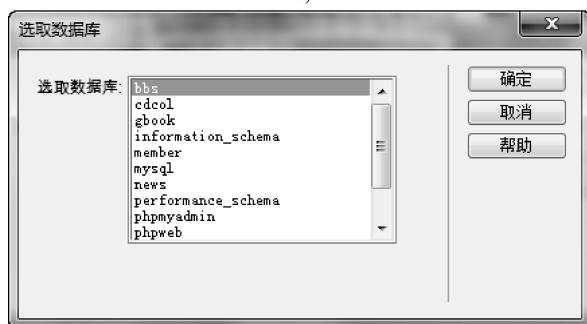 选取数据库
选取数据库:
bbs
cdcol
gbook
information_schema
member
mysql
news
performance_schema
phpmyadmin
phpweb
确定
取消
帮助